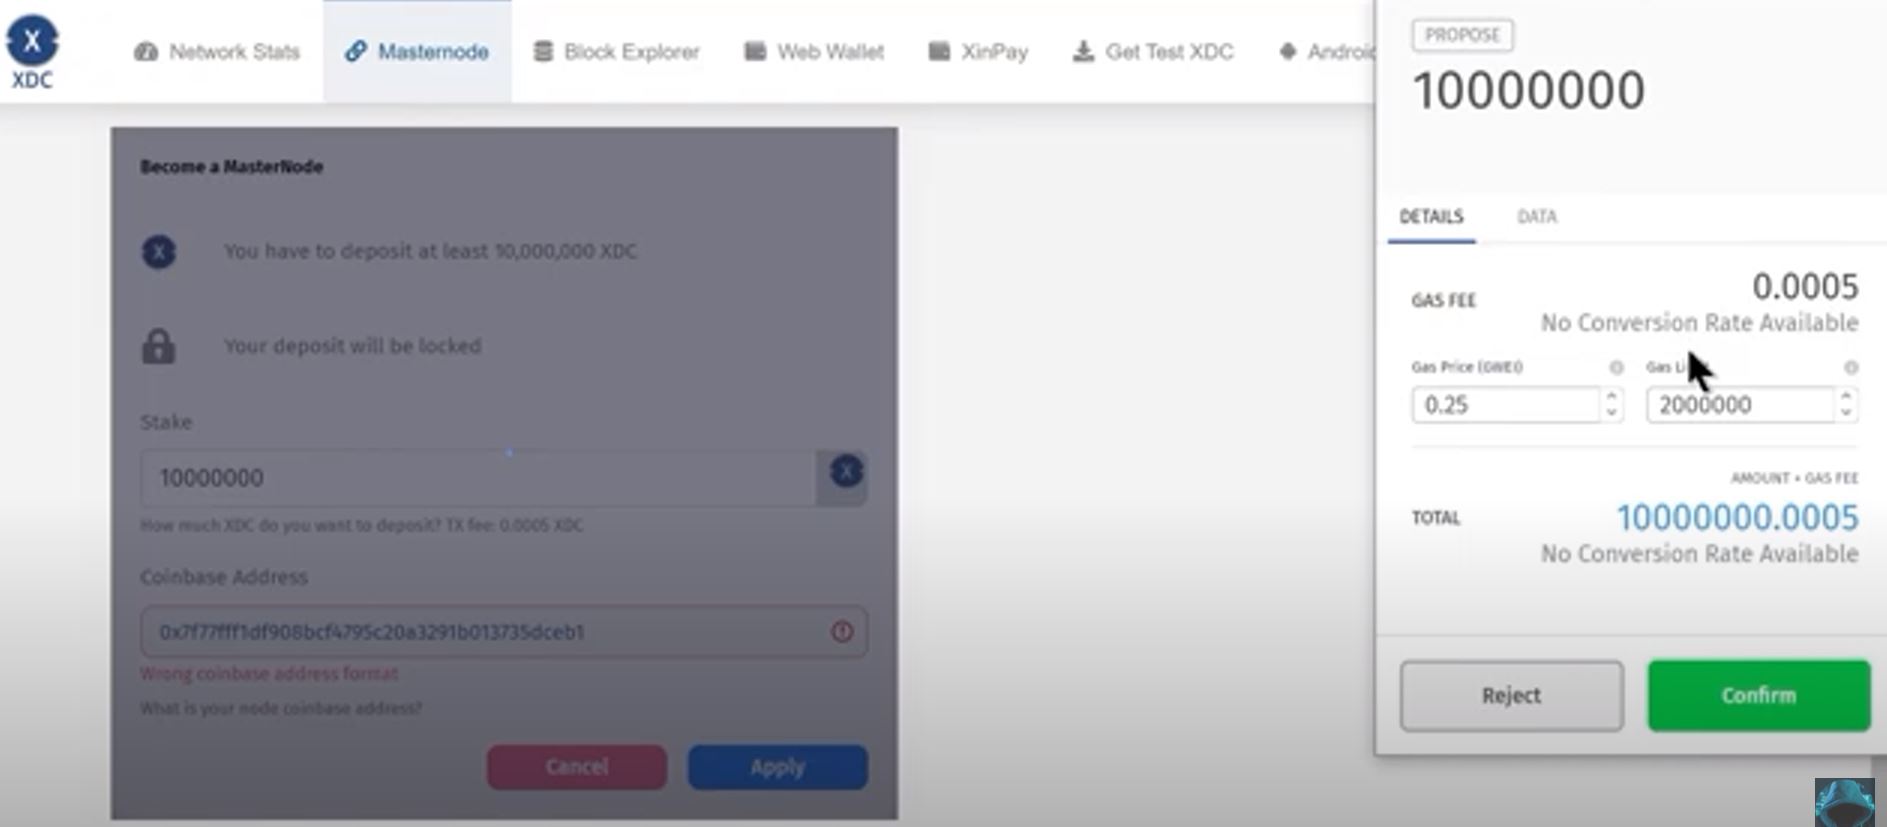 X
XDC
Network Stats
Masternode
Block Explorer
Web Wallet
XinPay
Get Test XDC
Android
Become a MasterNode
You have to deposit at least 10,000,000 XDC
Your deposit will be locked
Stake
10000000
How much XDC do you want to deposit? TX fee: 0.0005 XDC
Coinbase Address
0x7f77fff1df908bcf4795c20a3291b013735dceb1
Wrong coinbase address format
What is your node coinbase address?
Cancel Apply
PROPOSE
10000000
DETAILS DATA
GAS FEE 0.0005
No Conversion Rate Available
Gas Price (GWEI) Gas Li
0.25 2000000
AMOUNT + GAS FEE
TOTAL 10000000.0005
No Conversion Rate Available
Reject Confirm